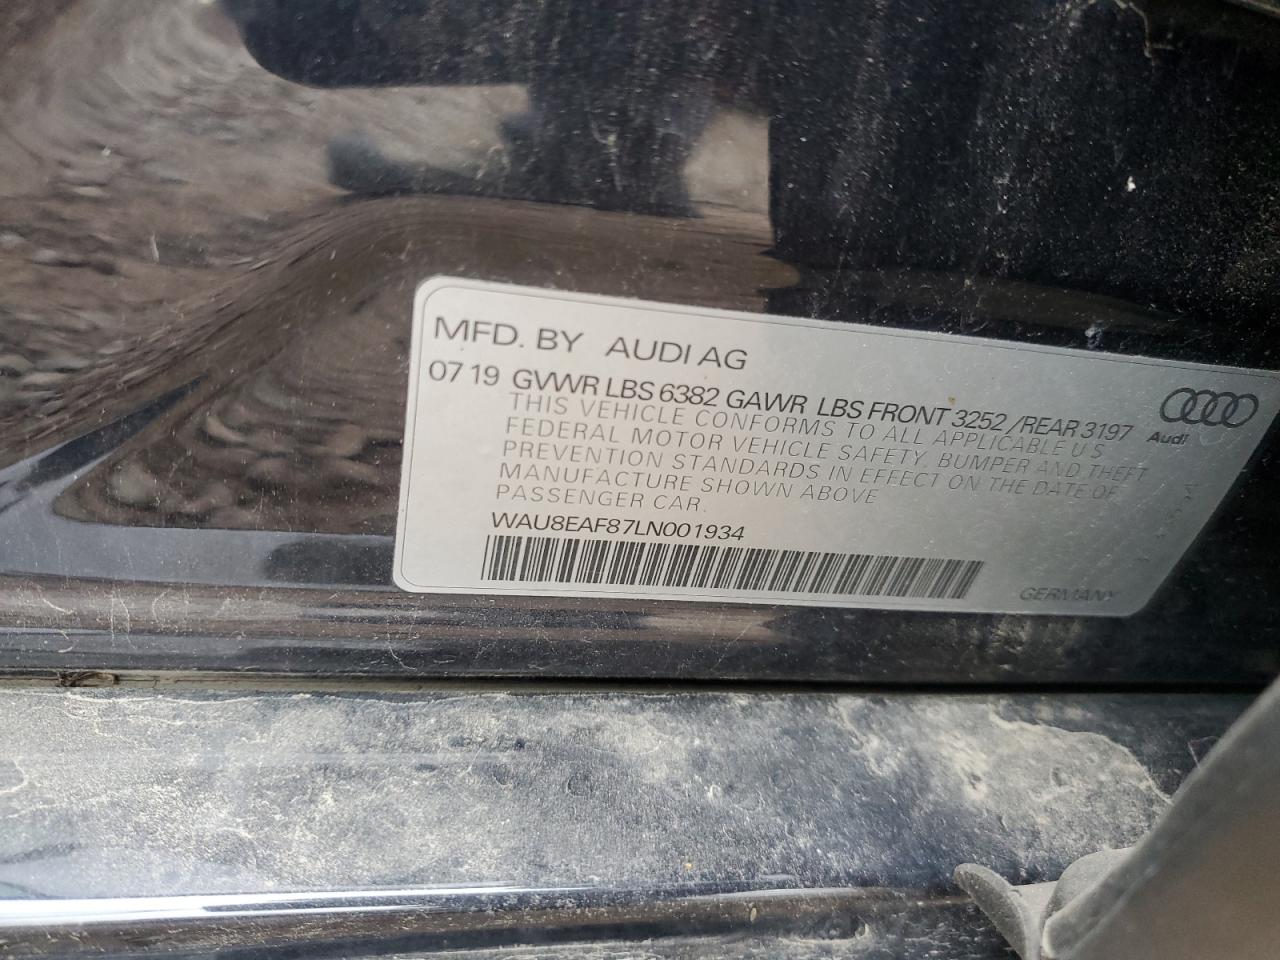 MFD. BY AUDI AG
07 19 GVWR LBS 6382 GAWR LBS FRONT 3252 /REAR 3197
THIS VEHICLE CONFORMS TO ALL APPLICABLE U S
FEDERAL MOTOR VEHICLE SAFETY, BUMPER AND THEFT
PREVENTION STANDARDS IN EFFECT ON THE DATE OF
MANUFACTURE SHOWN ABOVE
PASSENGER CAR.
WAU8EAF87LN001934
GERMANY
Audi